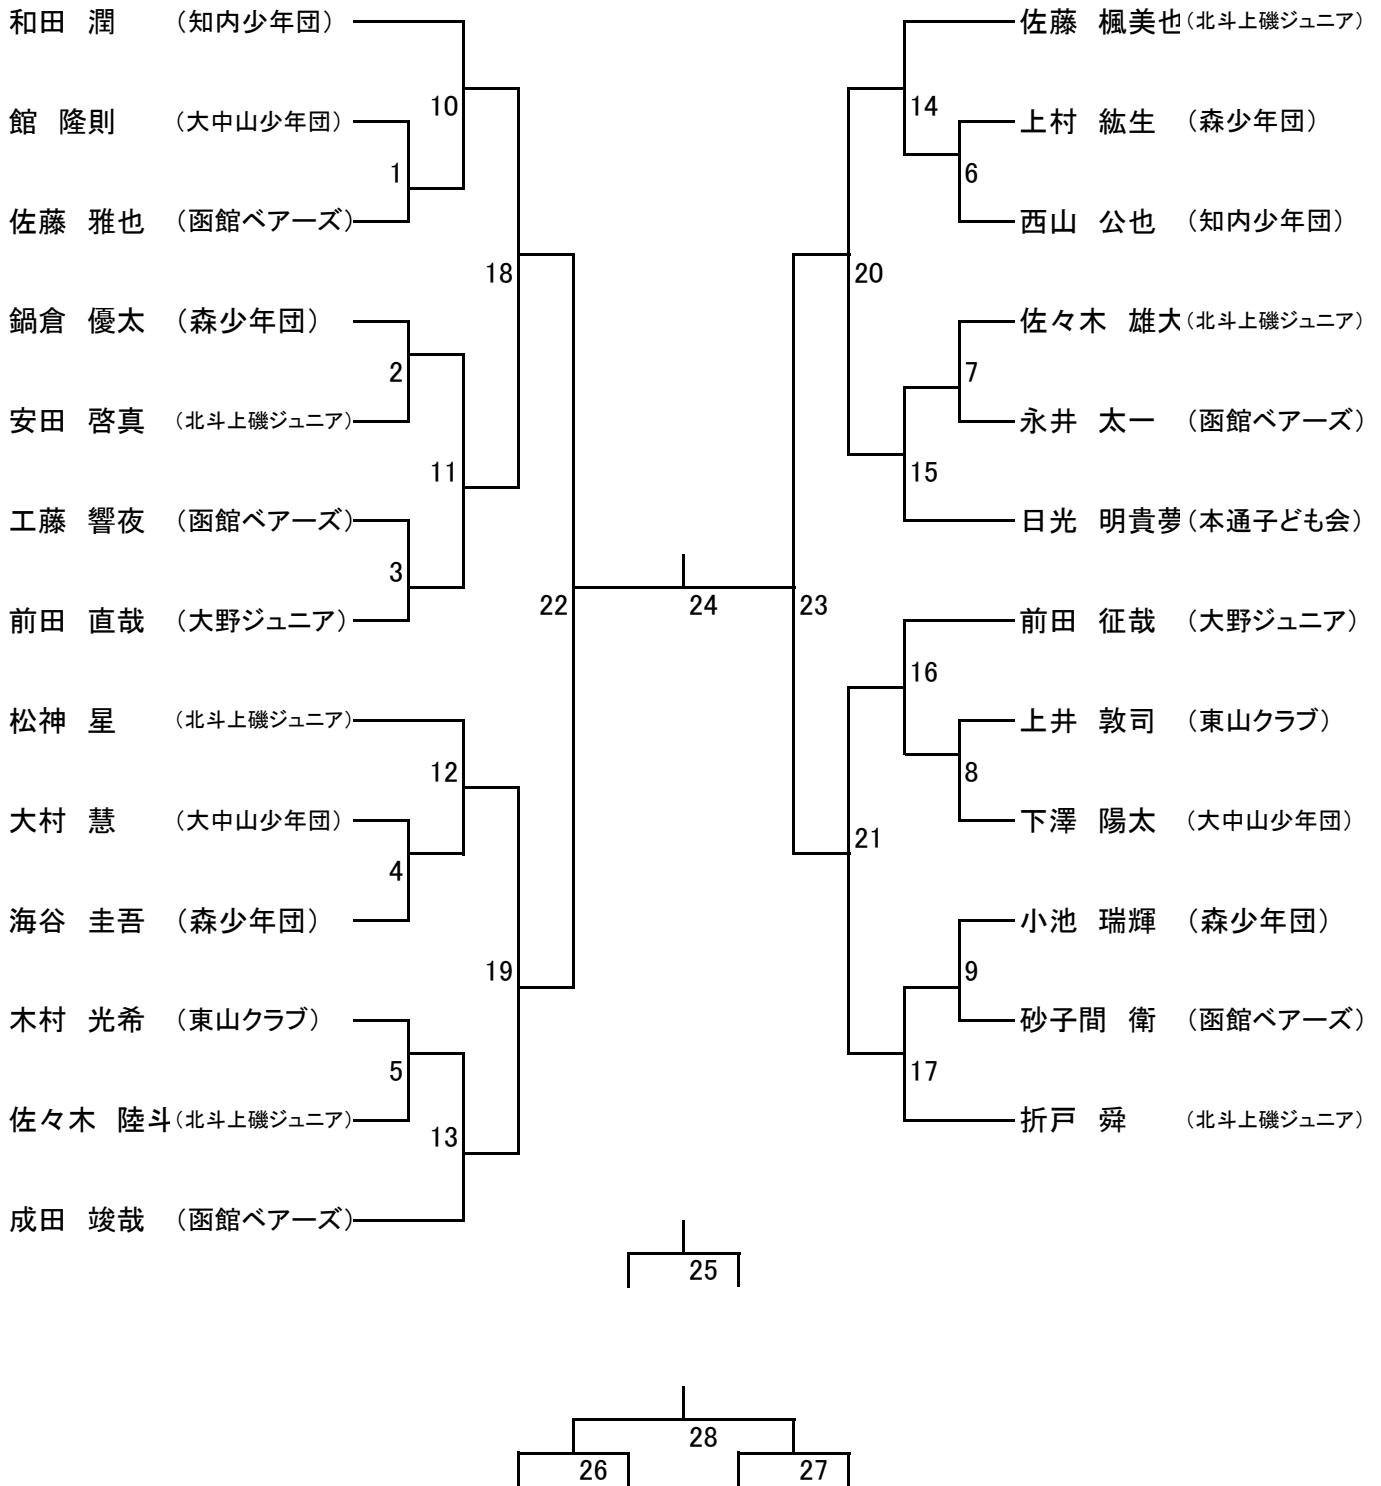 和田 潤 （知内少年団）
10
館 隆則 （大中山少年団）
1
佐藤 雅也 （函館ベアーズ）
18
鍋倉 優太 （森少年団）
2
安田 啓真 （北斗上磯ジュニア）
11
工藤 響夜 （函館ベアーズ）
3
前田 直哉 （大野ジュニア）
22
松神 星 （北斗上磯ジュニア）
12
大村 慧 （大中山少年団）
4
海谷 圭吾 （森少年団）
19
木村 光希 （東山クラブ）
5
佐々木 陸斗 （北斗上磯ジュニア）
13
成田 竣哉 （函館ベアーズ）
24
佐藤 楓美也 （北斗上磯ジュニア）
14
上村 紘生 （森少年団）
6
西山 公也 （知内少年団）
20
佐々木 雄大 （北斗上磯ジュニア）
7
永井 太一 （函館ベアーズ）
15
日光 明貴夢 （本通子ども会）
23
前田 征哉 （大野ジュニア）
16
上井 敦司 （東山クラブ）
8
下澤 陽太 （大中山少年団）
21
小池 瑞輝 （森少年団）
9
砂子間 衛 （函館ベアーズ）
17
折戸 舜 （北斗上磯ジュニア）
25
28
26
27